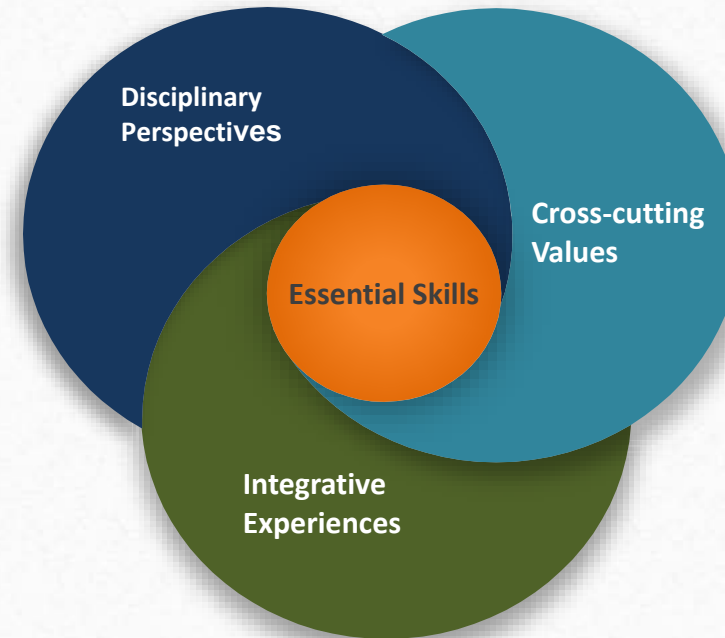 Disciplinary
Perspectives
Cross-cutting
Values
Essential Skills
Integrative
Experiences